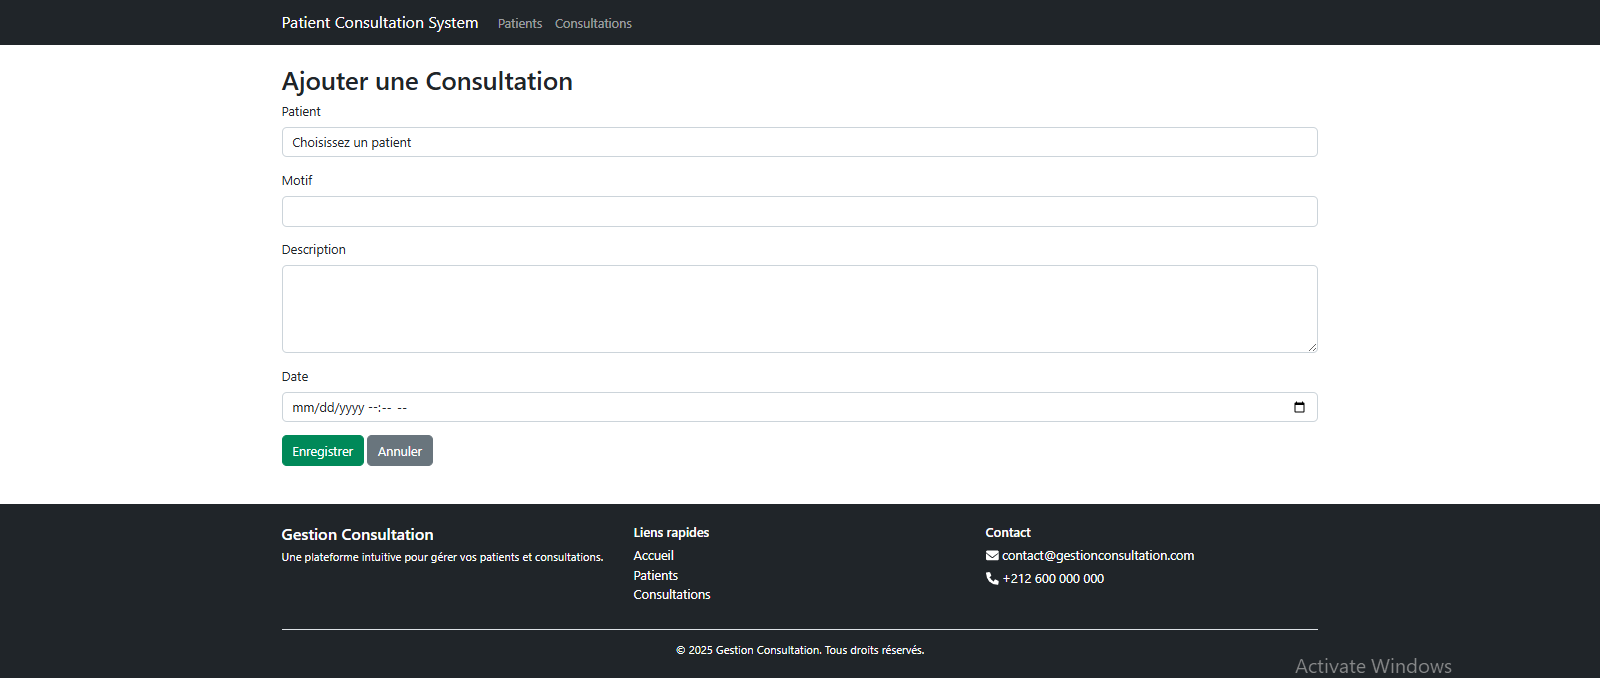 Patient Consultation System Patients Consultations
Ajouter une Consultation
Patient
Choisissez un patient
Motif
Description
Date
mm/dd/yyyy --:-- --
Enregistrer Annuler
Gestion Consultation
Une plateforme intuitive pour gérer vos patients et consultations.
Liens rapides
Accueil
Patients
Consultations
Contact
contact@gestionconsultation.com
+212 600 000 000
© 2025 Gestion Consultation. Tous droits réservés.
Activate Windows